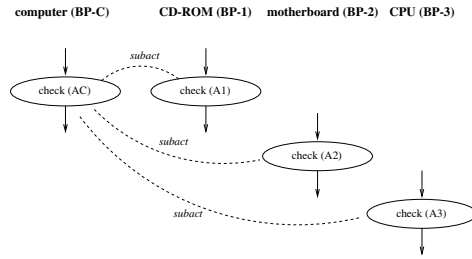 computer (BP-C) CD-ROM (BP-1) motherboard (BP-2) CPU (BP-3)
subact
check (AC) check (A1)
subact
check (A2)
subact
check (A3)